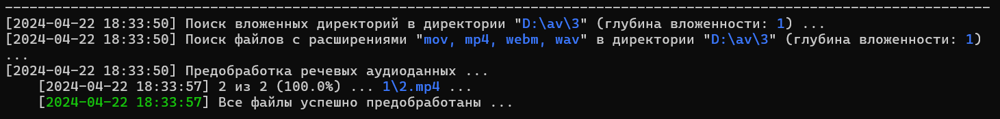 [2024-04-22 18:33:50] Поиск вложенных директорий в директории "D:\av\3" (глубина вложенности: 1) ...
[2024-04-22 18:33:50] Поиск файлов с расширениями "mov, mp4, webm, wav" в директории "D:\av\3" (глубина вложенности: 1)
...
[2024-04-22 18:33:50] Предобработка речевых аудиоданных ...
[2024-04-22 18:33:57] 2 из 2 (100.0%) ... 1\2.mp4 ...
[2024-04-22 18:33:57] Все файлы успешно предобработаны ...